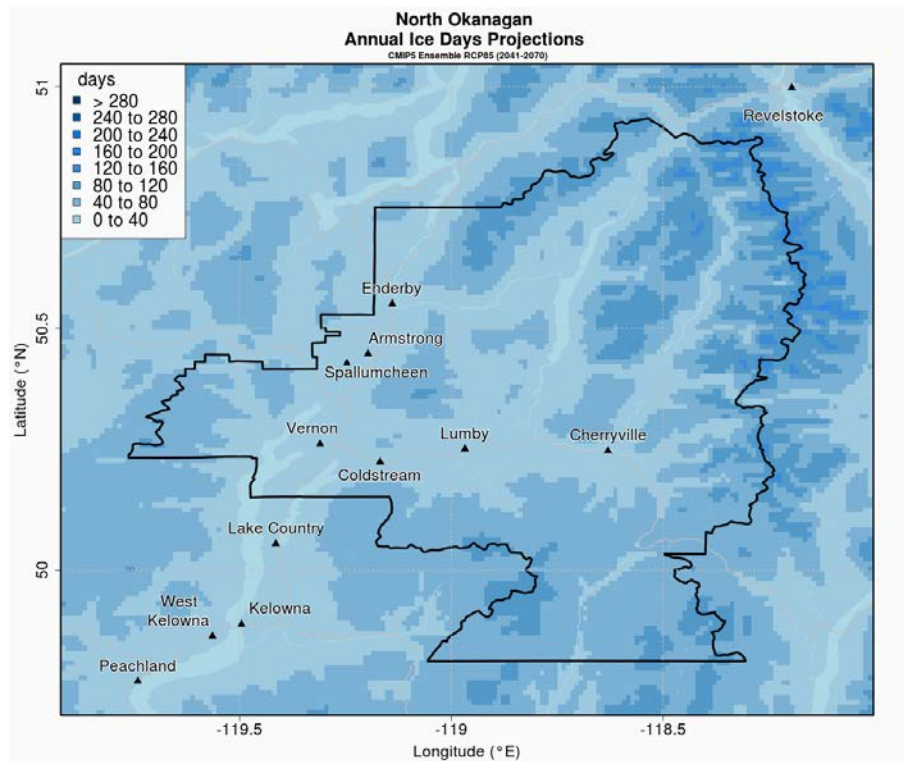 North Okanagan
Annual Ice Days Projections
CMIP5 Ensemble RCP85 (2041-2070)
days
> 280
240 to 280
200 to 240
160 to 200
120 to 160
80 to 120
40 to 80
0 to 40
51
Revelstoke
Enderby
50.5
Armstrong
Spallumcheen
Vernon
Lumby
Cherryville
Coldstream
Lake Country
50
West
Kelowna
Kelowna
Peachland
Latitude (°N)
-119.5
-119
-118.5
Longitude (°E)